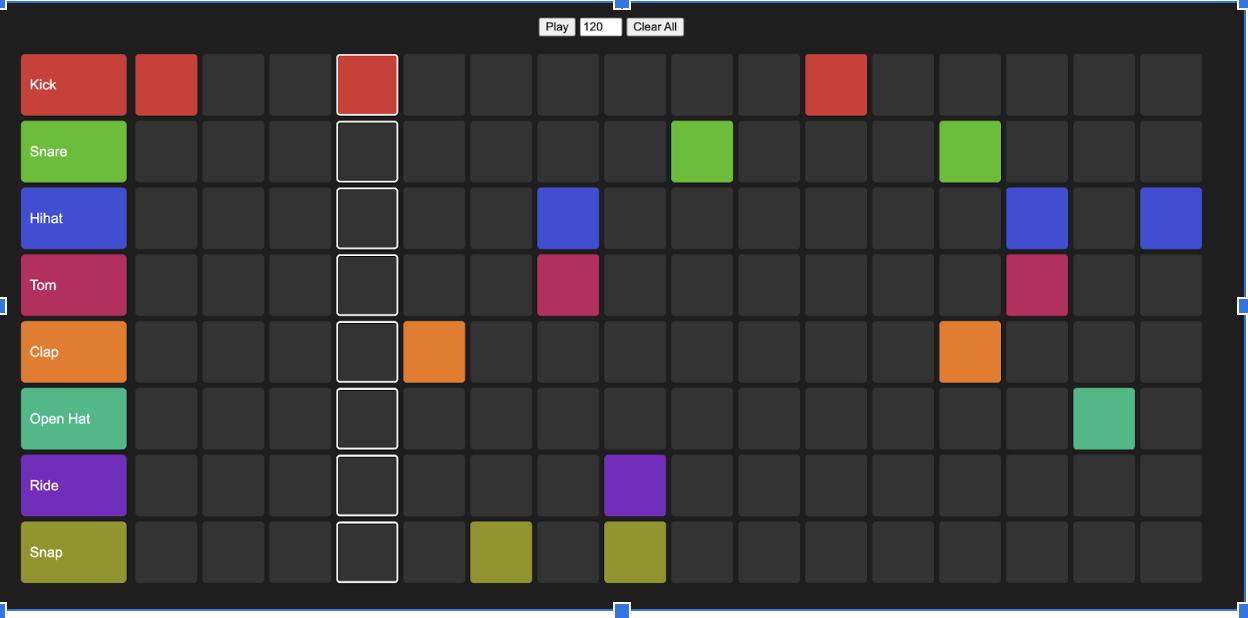 Play 120 Clear All
Kick
Snare
Hihat
Tom
Clap
Open Hat
Ride
Snap